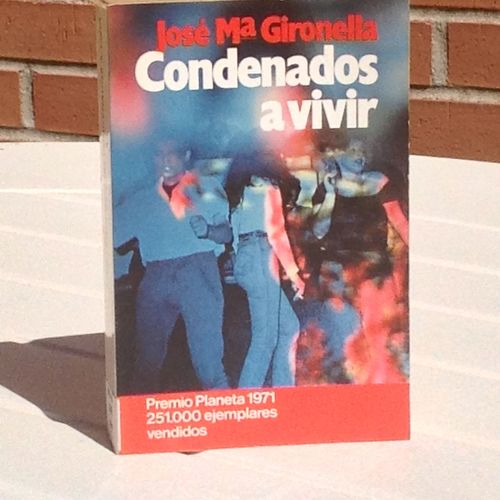 José Mª Gironella
Condenados
a vivir
Premio Planeta 1971
251.000 ejemplares
vendidos